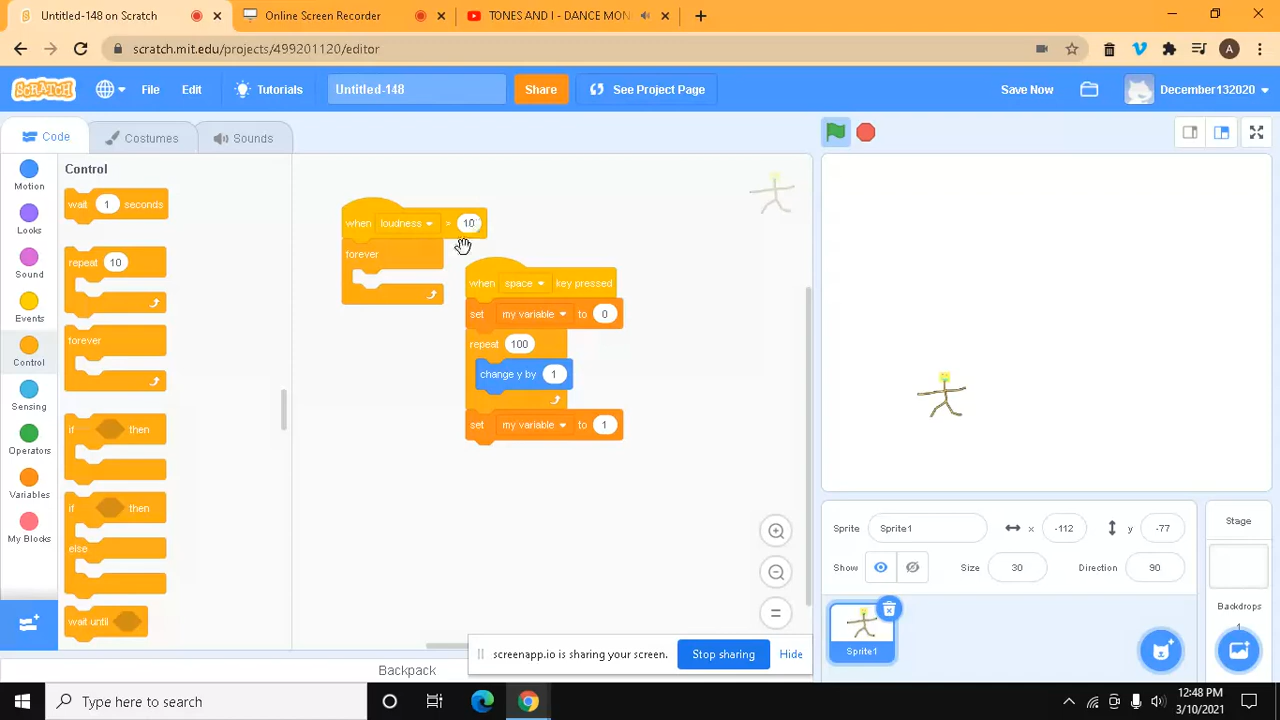 Untitled-148 on Scratch
Online Screen Recorder
TONES AND I - DANCE MON
scratch.mit.edu/projects/499201120/editor
A
SCRATCH
File
Edit
Tutorials
Untitled-148
Share
See Project Page
Save Now
December132020
Code
Costumes
Sounds
Motion
Looks
Sound
Events
Control
Sensing
Operators
Variables
My Blocks
Control
wait 1 seconds
repeat 10
forever
if then
if then
else
wait until
when loudness > 10
forever
when space key pressed
set my variable to 0
repeat 100
change y by 1
set my variable to 1
Sprite Sprite1 x -112 y -77
Show Size 30 Direction 90
Sprite1
Stage
Backdrops
1
screenapp.io is sharing your screen. Stop sharing Hide
Backpack
Type here to search
12:48 PM
3/10/2021